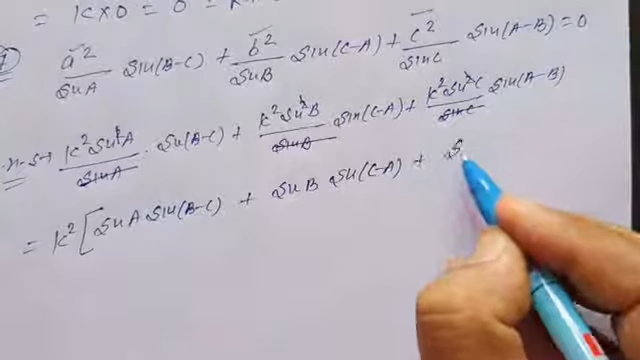 = K×0 = 0 =
a²/SinA Sin(B-C) + b²/SinB Sin(C-A) + c²/SinC Sin(A-B) = 0
K²Sin²A/SinA · Sin(B-C) + K²Sin²B/SinB Sin(C-A) + K²Sin²C/SinC Sin(A-B)
= K² [SinA Sin(B-C) + SinB Sin(C-A) + S